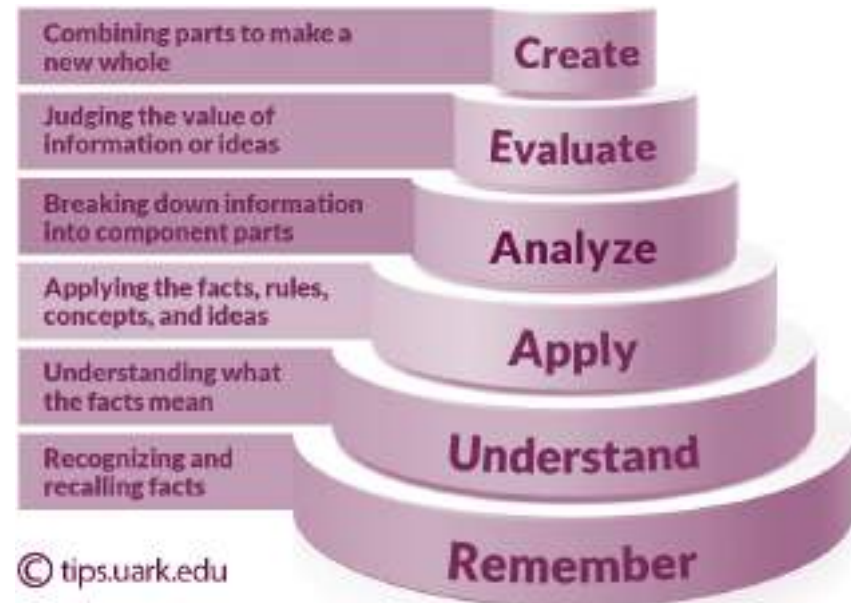 Combining parts to make a
new whole
Create
Judging the value of
information or ideas
Evaluate
Breaking down information
into component parts
Analyze
Applying the facts, rules,
concepts, and ideas
Apply
Understanding what
the facts mean
Understand
Recognizing and
recalling facts
Remember
© tips.uark.edu